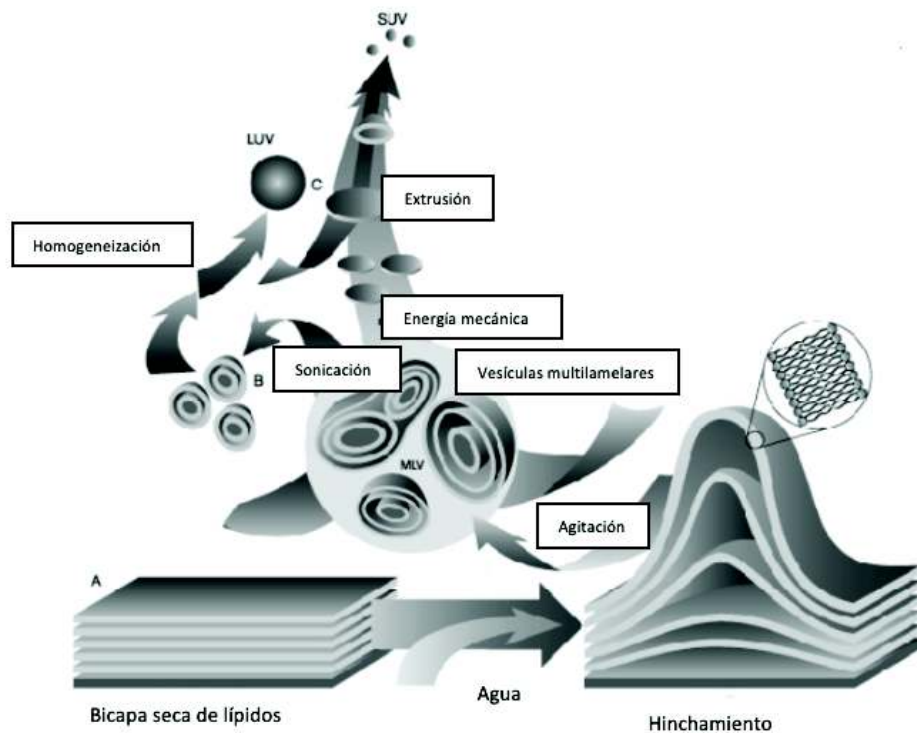 SUV
LUV
C
Extrusión
Homogeneización
Energía mecánica
B
Sonicación
Vesículas multilamelares
MLV
Agitación
A
Agua
Bicapa seca de lípidos
Hinchamiento